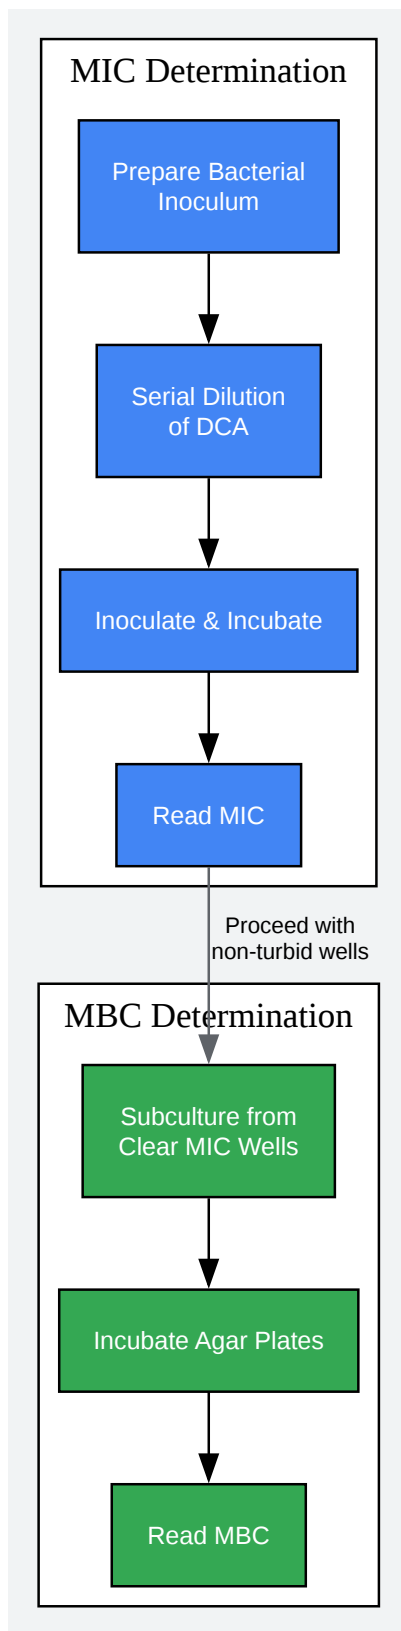 MIC Determination
Prepare Bacterial
Inoculum
Serial Dilution
of DCA
Inoculate & Incubate
Read MIC
Proceed with
non-turbid wells
MBC Determination
Subculture from
Clear MIC Wells
Incubate Agar Plates
Read MBC